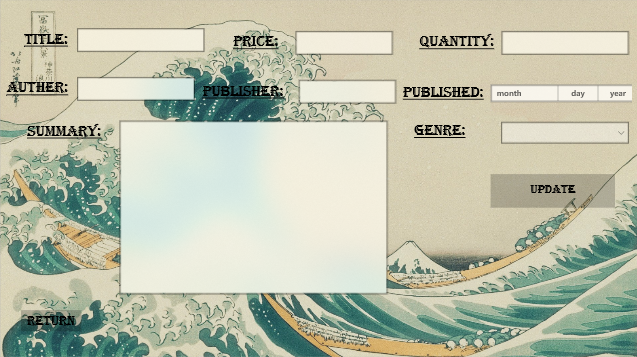 TITLE: PRICE: QUANTITY:
AUTHER: PUBLISHER: PUBLISHED: month day year
SUMMARY: GENRE:
UPDATE
RETURN